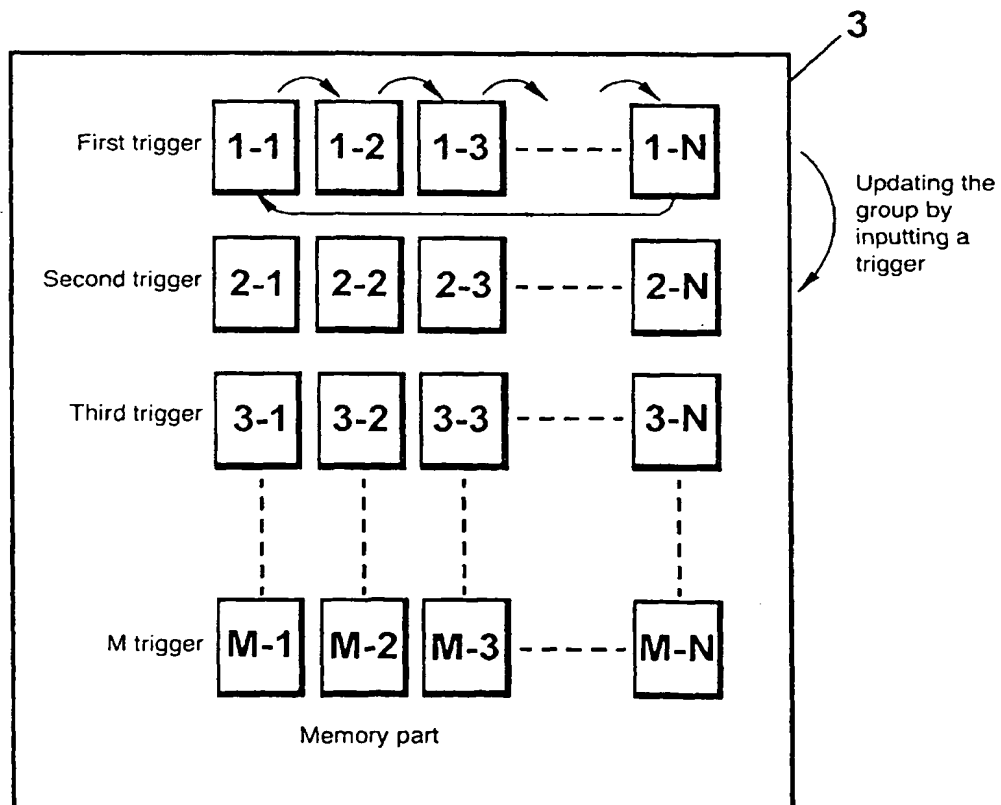 3
First trigger 1-1 1-2 1-3 1-N
Updating the
group by
inputting a
trigger
Second trigger 2-1 2-2 2-3 2-N
Third trigger 3-1 3-2 3-3 3-N
M trigger M-1 M-2 M-3 M-N
Memory part